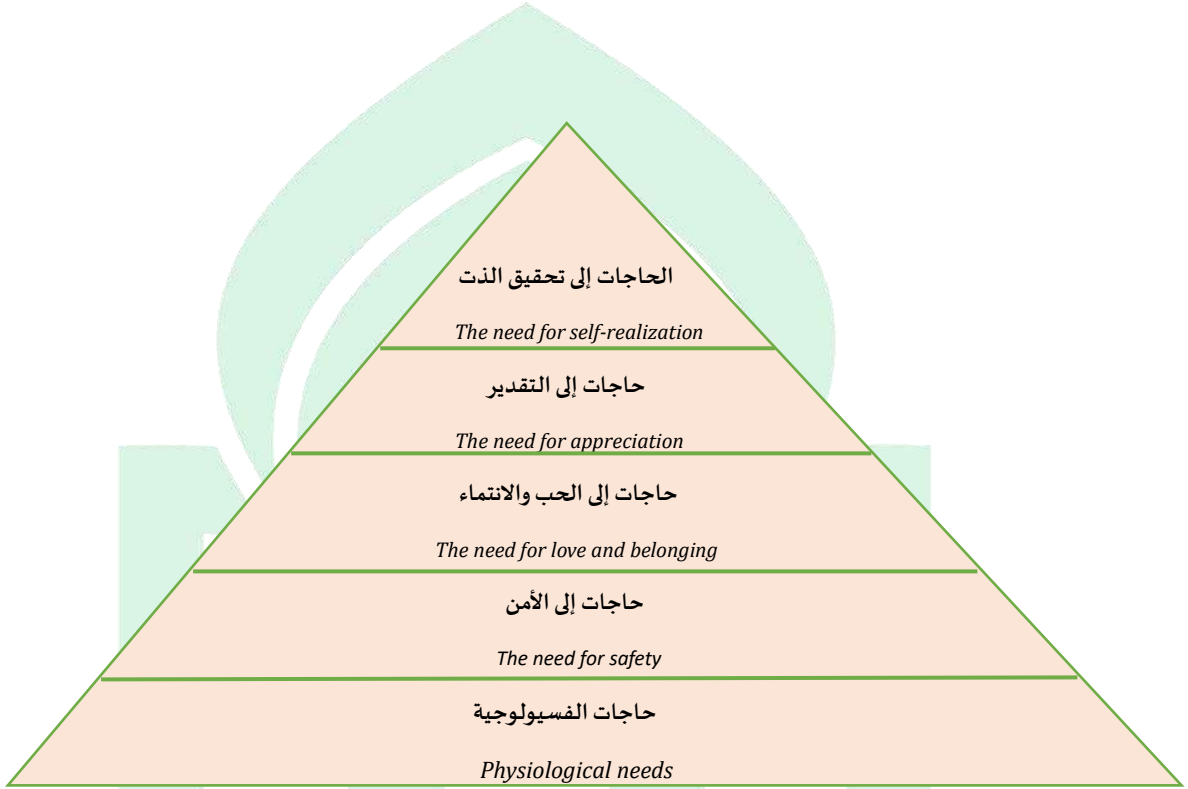 الحاجات إلى تحقيق الذت
The need for self-realization
حاجات إلى التقدير
The need for appreciation
حاجات إلى الحب والانتماء
The need for love and belonging
حاجات إلى الأمن
The need for safety
حاجات الفسيولوجية
Physiological needs